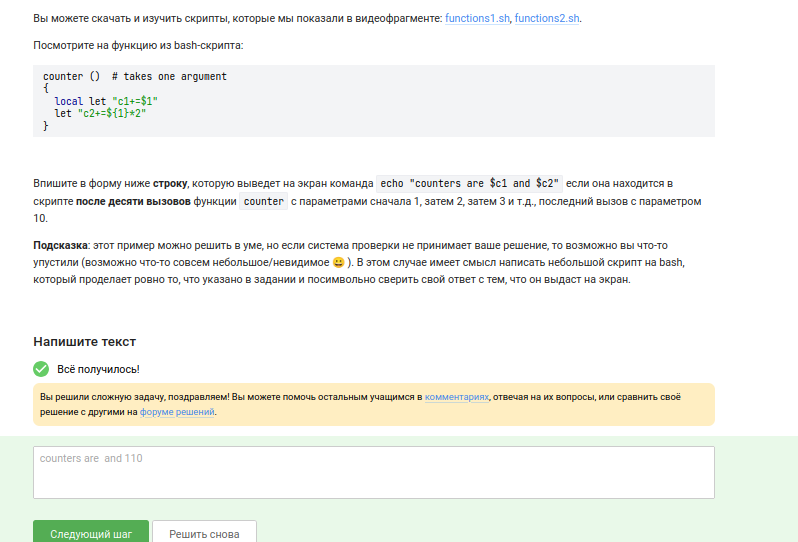 Вы можете скачать и изучить скрипты, которые мы показали в видеофрагменте: functions1.sh, functions2.sh.
Посмотрите на функцию из bash-скрипта:
counter ()  # takes one argument
{
  local let "c1+=$1"
  let "c2+=${1}*2"
}
Впишите в форму ниже строку, которую выведет на экран команда echo "counters are $c1 and $c2" если она находится в
скрипте после десяти вызовов функции counter с параметрами сначала 1, затем 2, затем 3 и т.д., последний вызов с параметром
10.
Подсказка: этот пример можно решить в уме, но если система проверки не принимает ваше решение, то возможно вы что-то
упустили (возможно что-то совсем небольшое/невидимое 😀 ). В этом случае имеет смысл написать небольшой скрипт на bash,
который проделает ровно то, что указано в задании и посимвольно сверить свой ответ с тем, что он выдаст на экран.
Напишите текст
Всё получилось!
Вы решили сложную задачу, поздравляем! Вы можете помочь остальным учащимся в комментариях, отвечая на их вопросы, или сравнить своё
решение с другими на форуме решений.
counters are  and 110
Следующий шаг
Решить снова